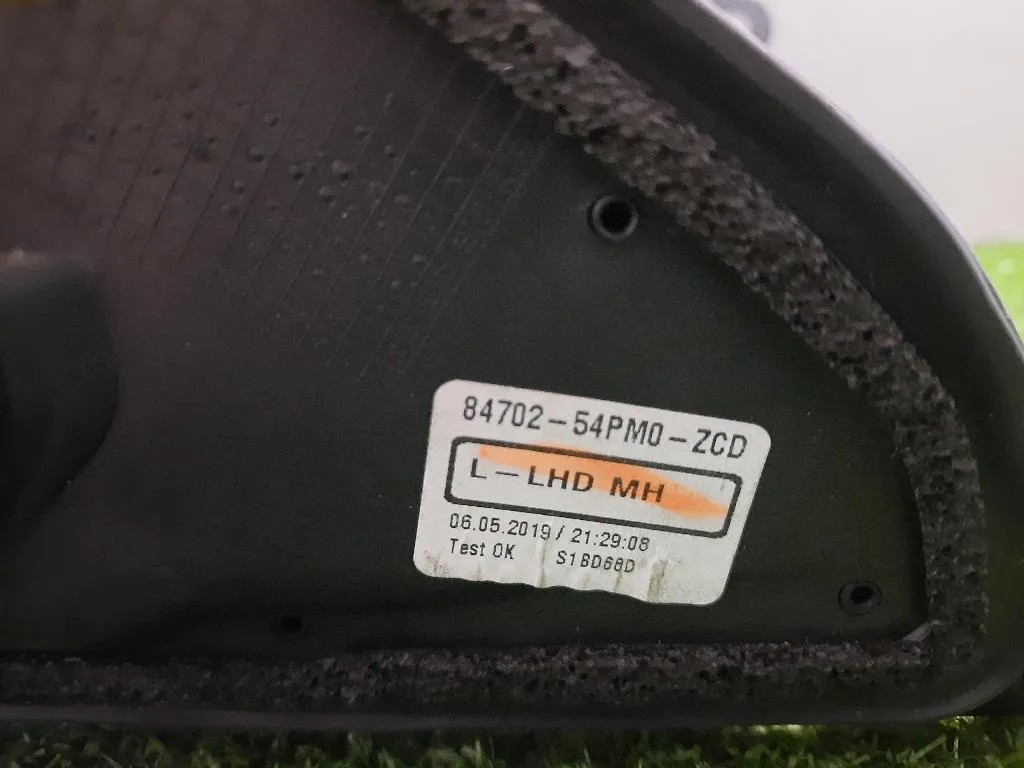 84702-54PM0-ZCD
L-LHD MH
06.05.2019/ 21:29:08
Test OK S1BD68D